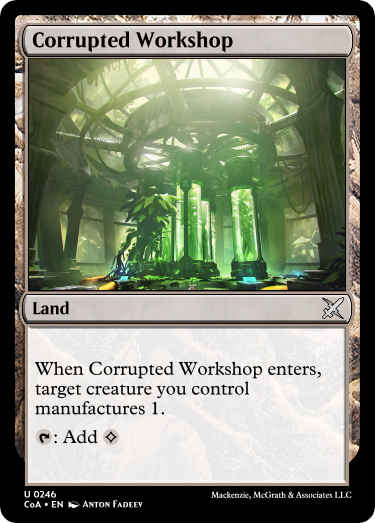 Corrupted Workshop
Land
When Corrupted Workshop enters,
target creature you control
manufactures 1.
: Add
U 0246
CoA • EN Anton Fadeev
Mackenzie, McGrath & Associates LLC